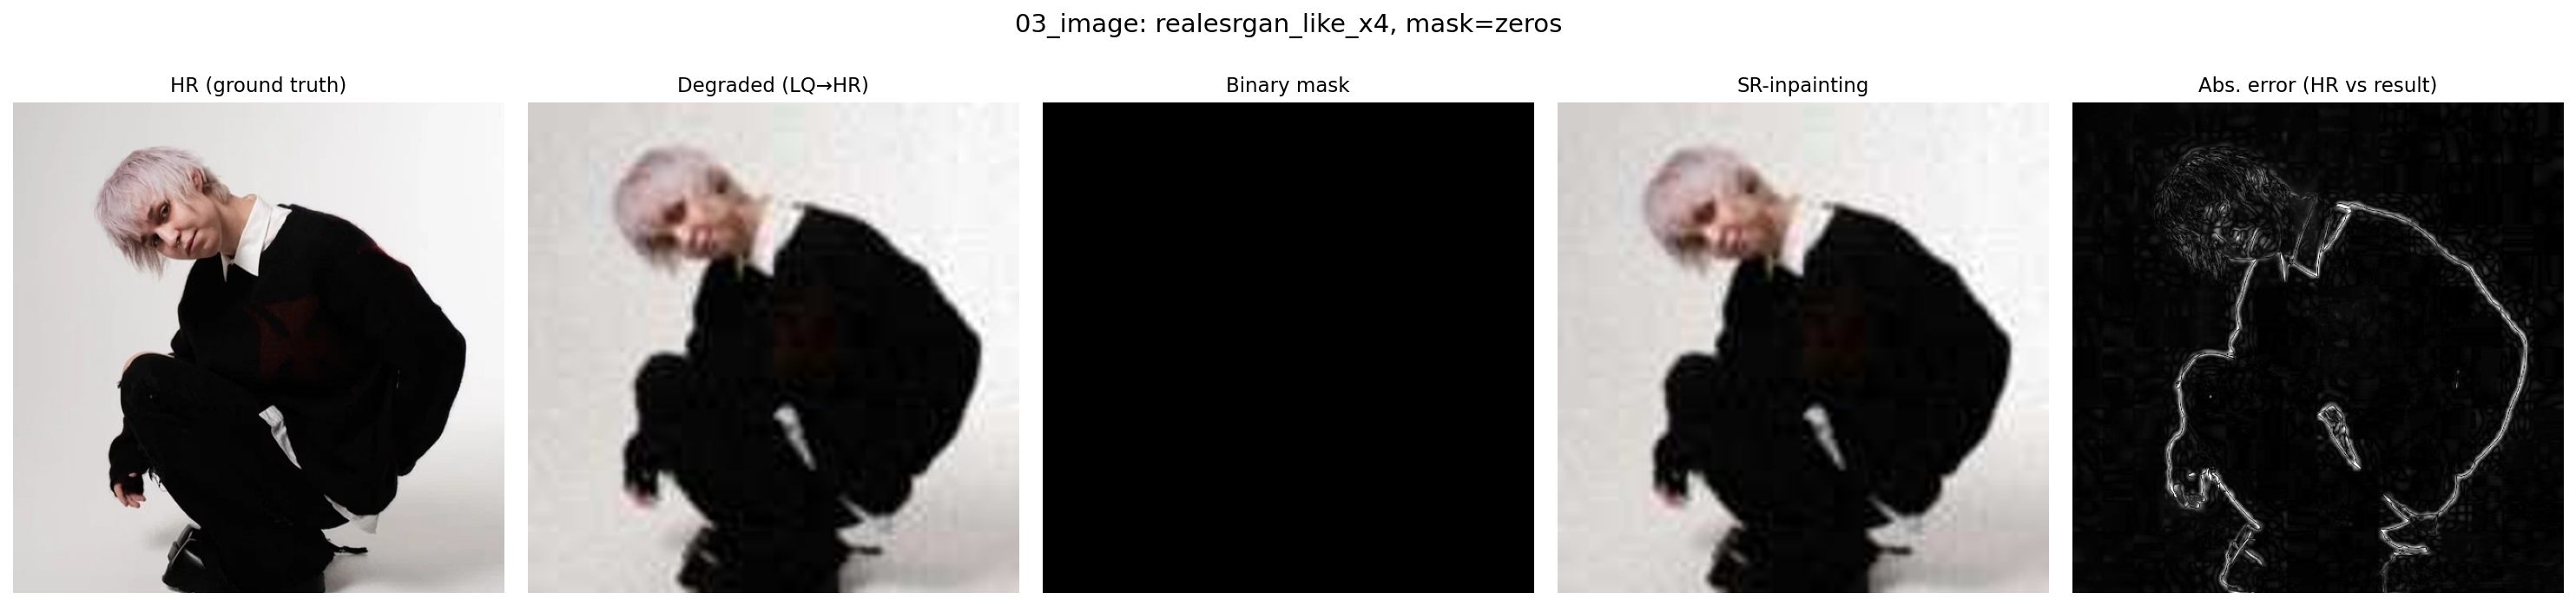 03_image: realesrgan_like_x4, mask=zeros
HR (ground truth)
Degraded (LQ→HR)
Binary mask
SR-inpainting
Abs. error (HR vs result)